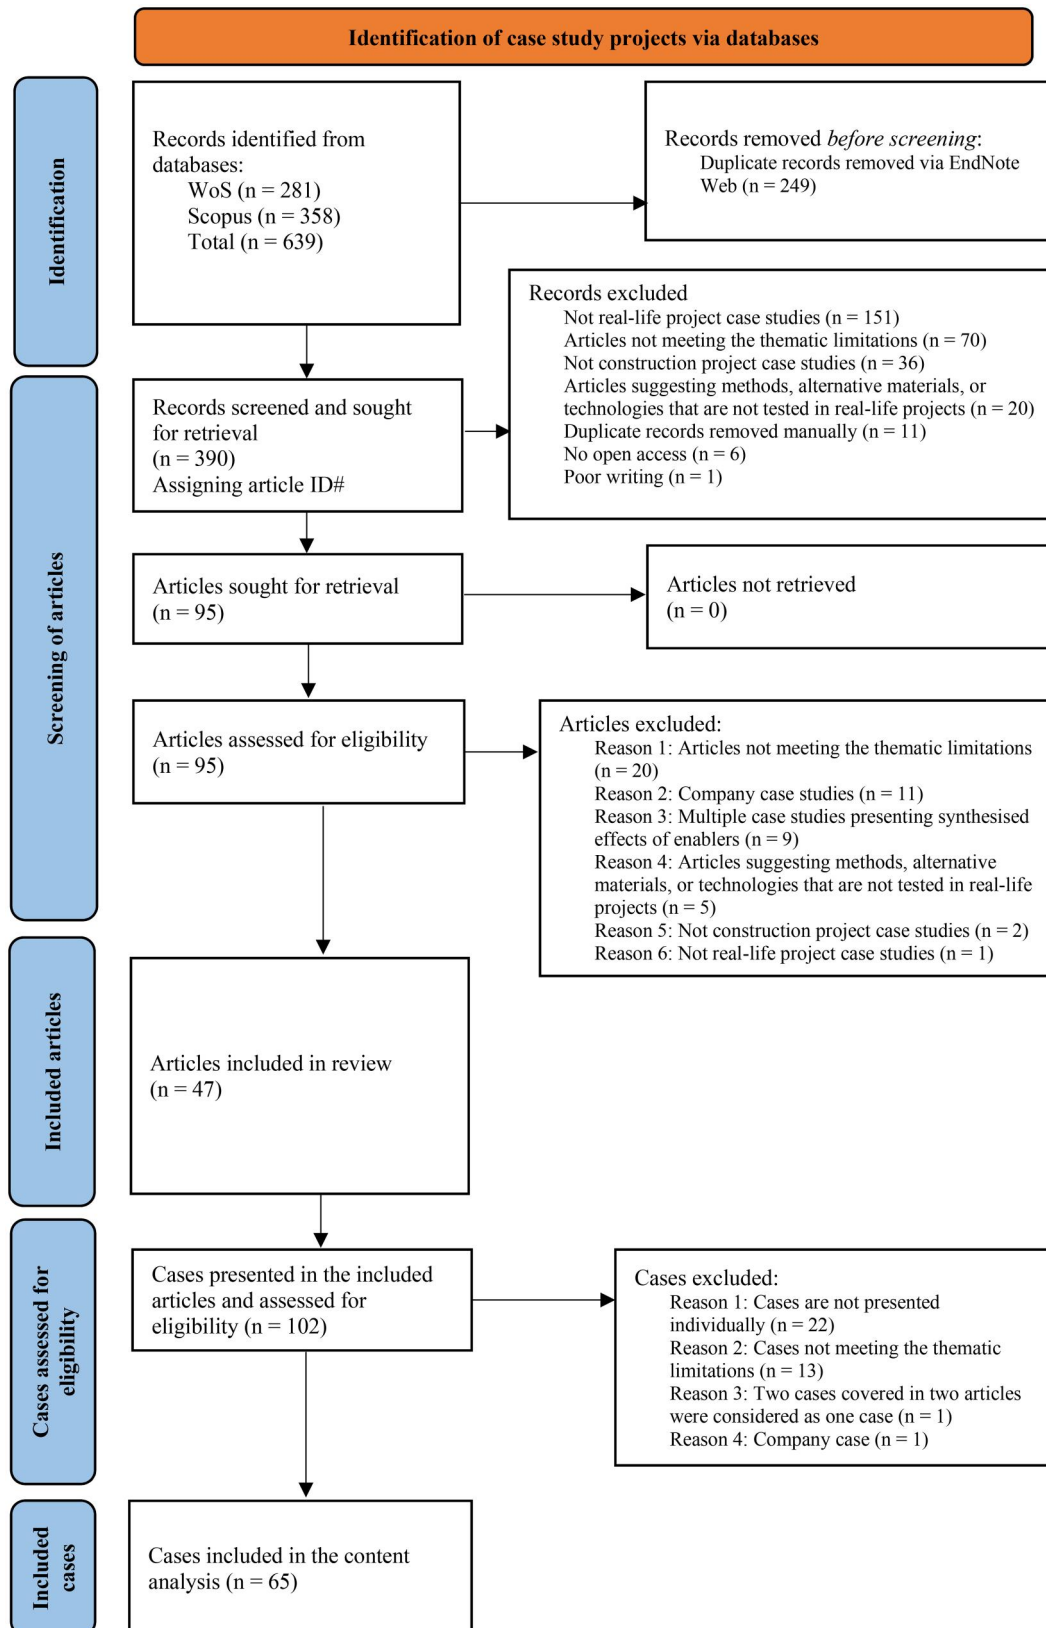 Identification of case study projects via databases
Identification
Records identified from
databases:
WoS (n = 281)
Scopus (n = 358)
Total (n = 639)
Records removed before screening:
Duplicate records removed via EndNote
Web (n = 249)
Screening of articles
Records screened and sought
for retrieval
(n = 390)
Assigning article ID#
Records excluded
Not real-life project case studies (n = 151)
Articles not meeting the thematic limitations (n = 70)
Not construction project case studies (n = 36)
Articles suggesting methods, alternative materials, or
technologies that are not tested in real-life projects (n = 20)
Duplicate records removed manually (n = 11)
No open access (n = 6)
Poor writing (n = 1)
Articles sought for retrieval
(n = 95)
Articles not retrieved
(n = 0)
Articles assessed for eligibility
(n = 95)
Articles excluded:
Reason 1: Articles not meeting the thematic limitations
(n = 20)
Reason 2: Company case studies (n = 11)
Reason 3: Multiple case studies presenting synthesised
effects of enablers (n = 9)
Reason 4: Articles suggesting methods, alternative
materials, or technologies that are not tested in real-life
projects (n = 5)
Reason 5: Not construction project case studies (n = 2)
Reason 6: Not real-life project case studies (n = 1)
Included articles
Articles included in review
(n = 47)
Cases assessed for
eligibility
Cases presented in the included
articles and assessed for
eligibility (n = 102)
Cases excluded:
Reason 1: Cases are not presented
individually (n = 22)
Reason 2: Cases not meeting the thematic
limitations (n = 13)
Reason 3: Two cases covered in two articles
were considered as one case (n = 1)
Reason 4: Company case (n = 1)
Included
cases
Cases included in the content
analysis (n = 65)